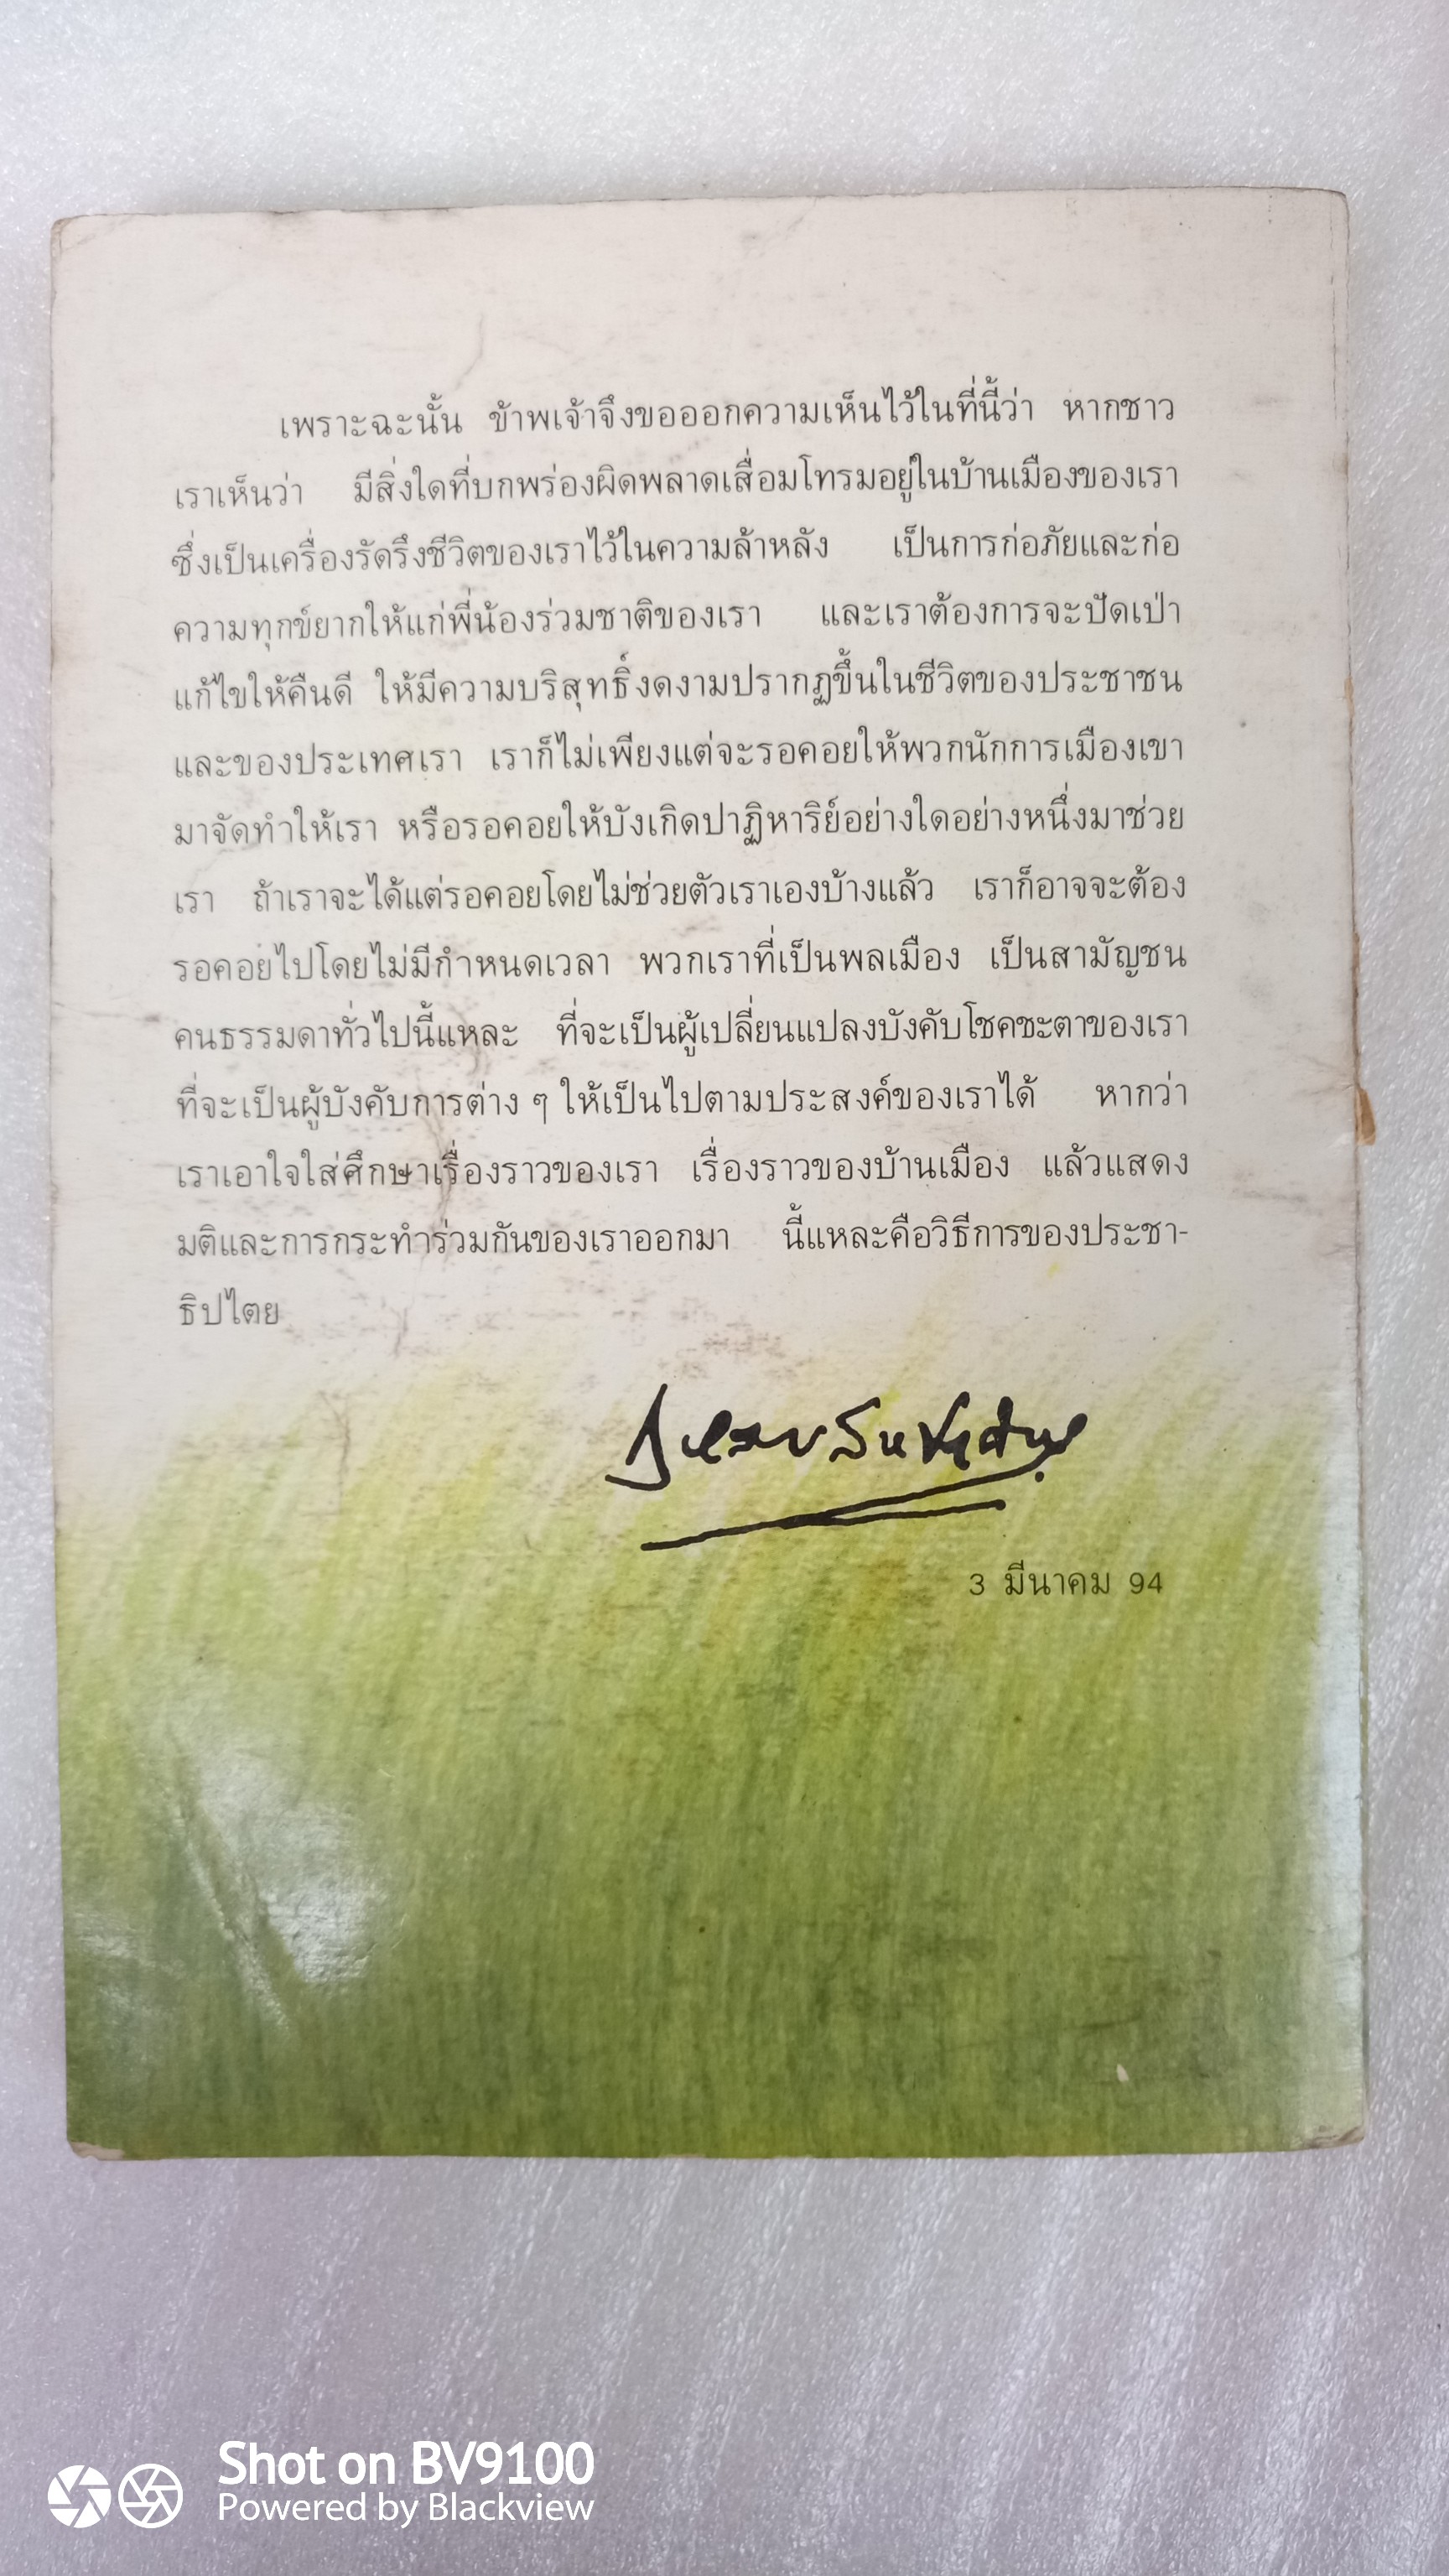 เพราะฉะนั้น ข้าพเจ้าจึงขอออกความเห็นไว้ในที่นี้ว่า หากชาว
เราเห็นว่า มีสิ่งใดที่บกพร่องผิดพลาดเสื่อมโทรมอยู่ในบ้านเมืองของเรา
ซึ่งเป็นเครื่องรัดรึงชีวิตของเราไว้ในความล้าหลัง เป็นการก่อภัยและก่อ
ความทุกข์ยากให้แก่พี่น้องร่วมชาติของเรา และเราต้องการจะปัดเป่า
แก้ไขให้คืนดี ให้มีความบริสุทธิ์งดงามปรากฏขึ้นในชีวิตของประชาชน
และของประเทศเรา เราก็ไม่เพียงแต่จะรอคอยให้พวกนักการเมืองเขา
มาจัดทำให้เรา หรือรอคอยให้บังเกิดปาฏิหาริย์อย่างใดอย่างหนึ่งมาช่วย
เรา ถ้าเราจะได้แต่รอคอยโดยไม่ช่วยตัวเราเองบ้างแล้ว เราก็อาจจะต้อง
รอคอยไปโดยไม่มีกำหนดเวลา พวกเราที่เป็นพลเมือง เป็นสามัญชน
คนธรรมดาทั่วไปนี้แหละ ที่จะเป็นผู้เปลี่ยนแปลงบังคับโชคชะตาของเรา
ที่จะเป็นผู้บังคับการต่าง ๆ ให้เป็นไปตามประสงค์ของเราได้ หากว่า
เราเอาใจใส่ศึกษาเรื่องราวของเรา เรื่องราวของบ้านเมือง แล้วแสดง
มติและการกระทำร่วมกันของเราออกมา นี้แหละคือวิธีการของประชา-
ธิปไตย
3 มีนาคม 94
Shot on BV9100
Powered by Blackview